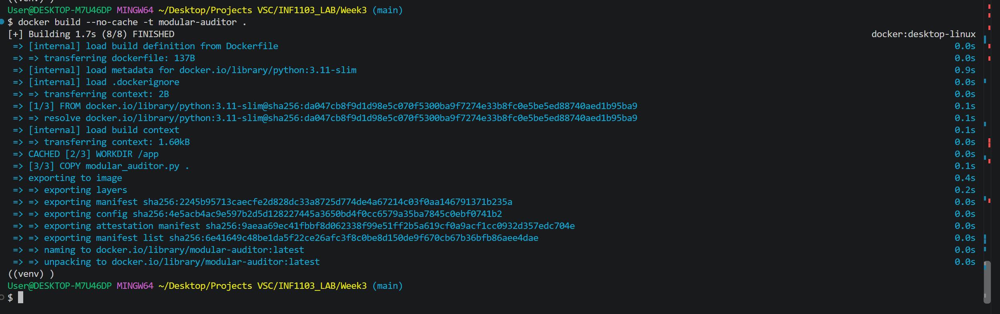 ((venv) )
User@DESKTOP-M7U46DP MINGW64 ~/Desktop/Projects VSC/INF1103_LAB/Week3 (main)
$ docker build --no-cache -t modular-auditor .
[+] Building 1.7s (8/8) FINISHED docker:desktop-linux
=> [internal] load build definition from Dockerfile 0.0s
=> => transferring dockerfile: 137B 0.0s
=> [internal] load metadata for docker.io/library/python:3.11-slim 0.9s
=> [internal] load .dockerignore 0.0s
=> => transferring context: 2B 0.0s
=> [1/3] FROM docker.io/library/python:3.11-slim@sha256:da047cb8f9d1d98e5c070f5300ba9f7274e33b8fc0e5be5ed88740aed1b95ba9 0.1s
=> => resolve docker.io/library/python:3.11-slim@sha256:da047cb8f9d1d98e5c070f5300ba9f7274e33b8fc0e5be5ed88740aed1b95ba9 0.1s
=> [internal] load build context 0.1s
=> => transferring context: 1.60kB 0.0s
=> CACHED [2/3] WORKDIR /app 0.0s
=> [3/3] COPY modular_auditor.py . 0.1s
=> exporting to image 0.4s
=> => exporting layers 0.2s
=> => exporting manifest sha256:2245b95713caecfe2d828dc33a8725d774de4a67214c03f0aa146791371b235a 0.0s
=> => exporting config sha256:4e5acb4ac9e597b2d5d128227445a3650bd4f0cc6579a35ba7845c0ebf0741b2 0.0s
=> => exporting attestation manifest sha256:9aeaa69ec41fbbf8d062338f99e51ff2b5a619cf0a9acf1cc0932d357edc704e 0.0s
=> => exporting manifest list sha256:6e41649c48be1da5f22ce26afc3f8c0be8d150de9f670cb67b36bfb86aee4dae 0.0s
=> => naming to docker.io/library/modular-auditor:latest 0.0s
=> => unpacking to docker.io/library/modular-auditor:latest 0.0s
((venv) )
User@DESKTOP-M7U46DP MINGW64 ~/Desktop/Projects VSC/INF1103_LAB/Week3 (main)
$